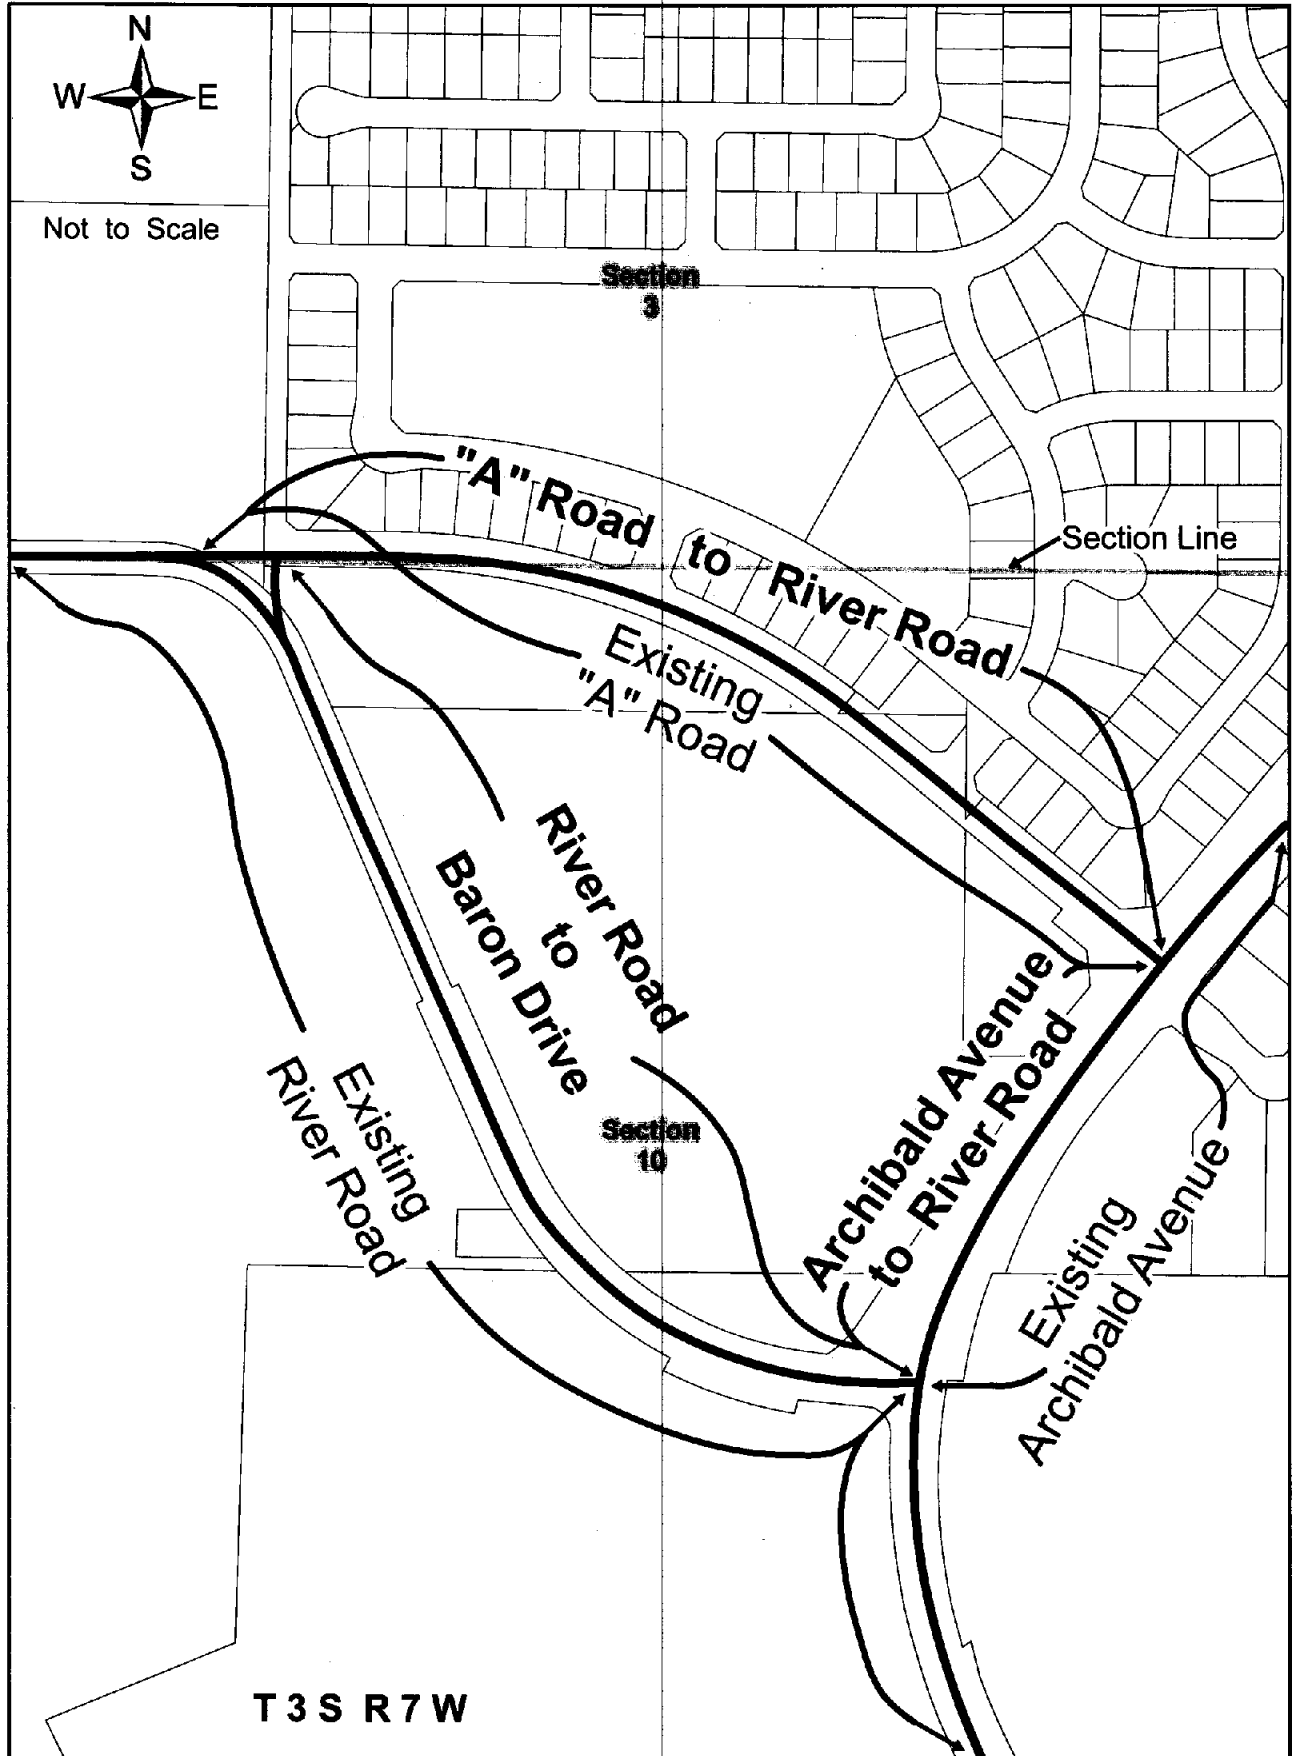 N
W E
S
Not to Scale
Section
3
"A" Road to River Road
Section Line
Existing
"A" Road
River Road
to
Baron Drive
Existing
River Road
Archibald Avenue
to River Road
Section
10
Existing
Archibald Avenue
T 3 S R 7 W